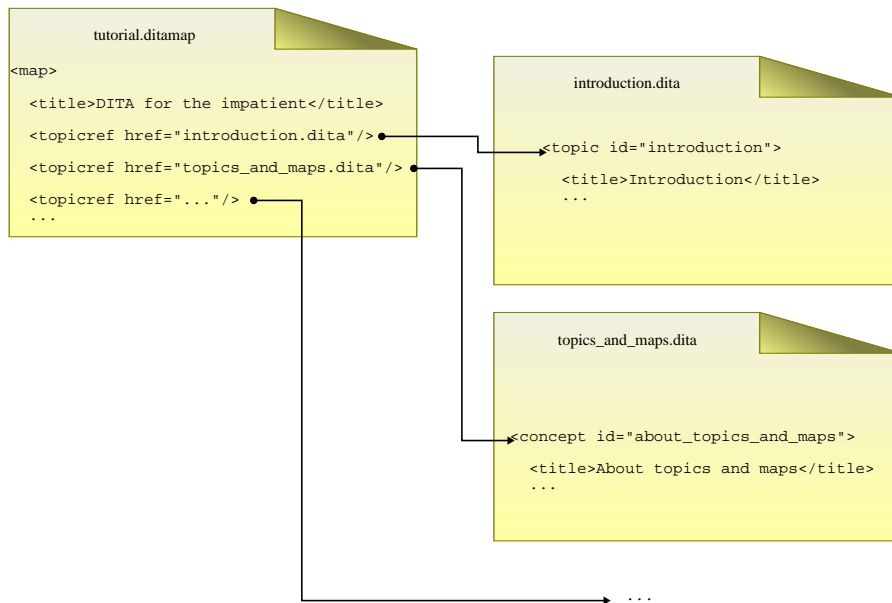 tutorial.ditamap
<map>
<title>DITA for the impatient</title>
<topicref href="introduction.dita"/>
<topicref href="topics_and_maps.dita"/>
<topicref href="..."/>
...
introduction.dita
<topic id="introduction">
<title>Introduction</title>
...
topics_and_maps.dita
<concept id="about_topics_and_maps">
<title>About topics and maps</title>
...
...